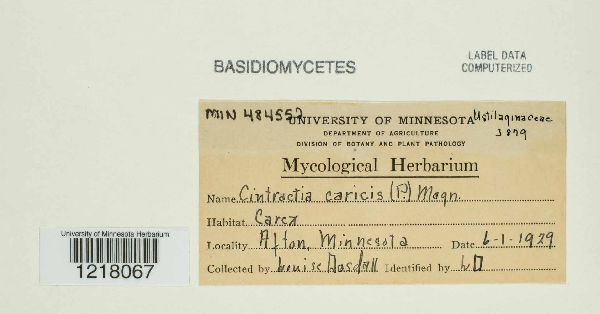 BASIDIOMYCETES
LABEL DATA
COMPUTERIZED
MIN 484552
UNIVERSITY OF MINNESOTA
Ustilaginaceae
DEPARTMENT OF AGRICULTURE
DIVISION OF BOTANY AND PLANT PATHOLOGY
Mycological Herbarium
Name Cintractia caricis (P.) Magn.
Habitat Carex
Locality Afton, Minnesota Date 6-1-1929
Collected by Louise Dosdall Identified by LD
University of Minnesota Herbarium
1218067